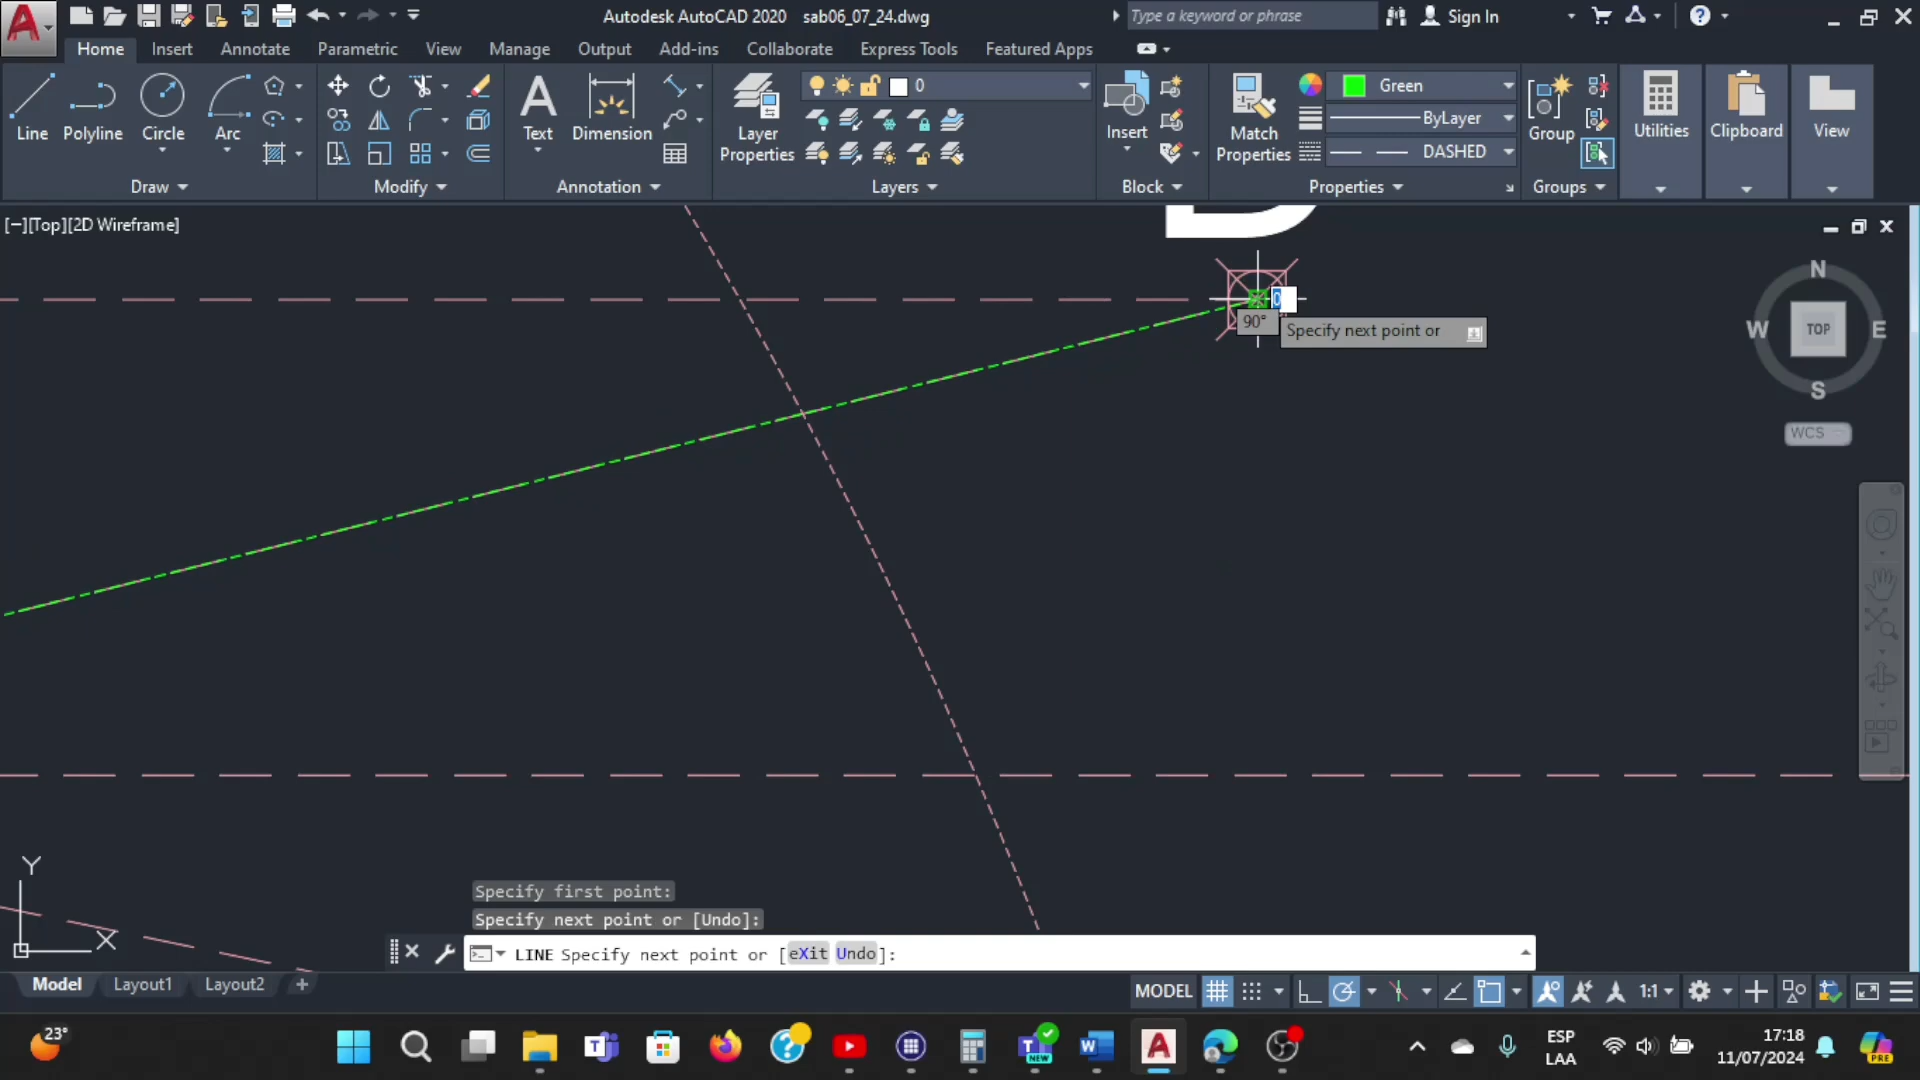 Autodesk AutoCAD 2020 sab06_07_24.dwg
Type a keyword or phrase
Sign In
Home Insert Annotate Parametric View Manage Output Add-ins Collaborate Express Tools Featured Apps
Line Polyline Circle Arc
Text Dimension
Layer Properties
0
Insert
Match Properties
Green
ByLayer
DASHED
Group
Utilities
Clipboard
View
Draw Modify Annotation Layers Block Properties Groups
[−][Top][2D Wireframe]
N
W TOP E
S
WCS
0
90°
Specify next point or
Y
X
Specify first point:
Specify next point or [Undo]:
LINE Specify next point or [eXit Undo]:
Model Layout1 Layout2 +
MODEL
1:1
23°
NEW
ESP
LAA
17:18
11/07/2024
PRE